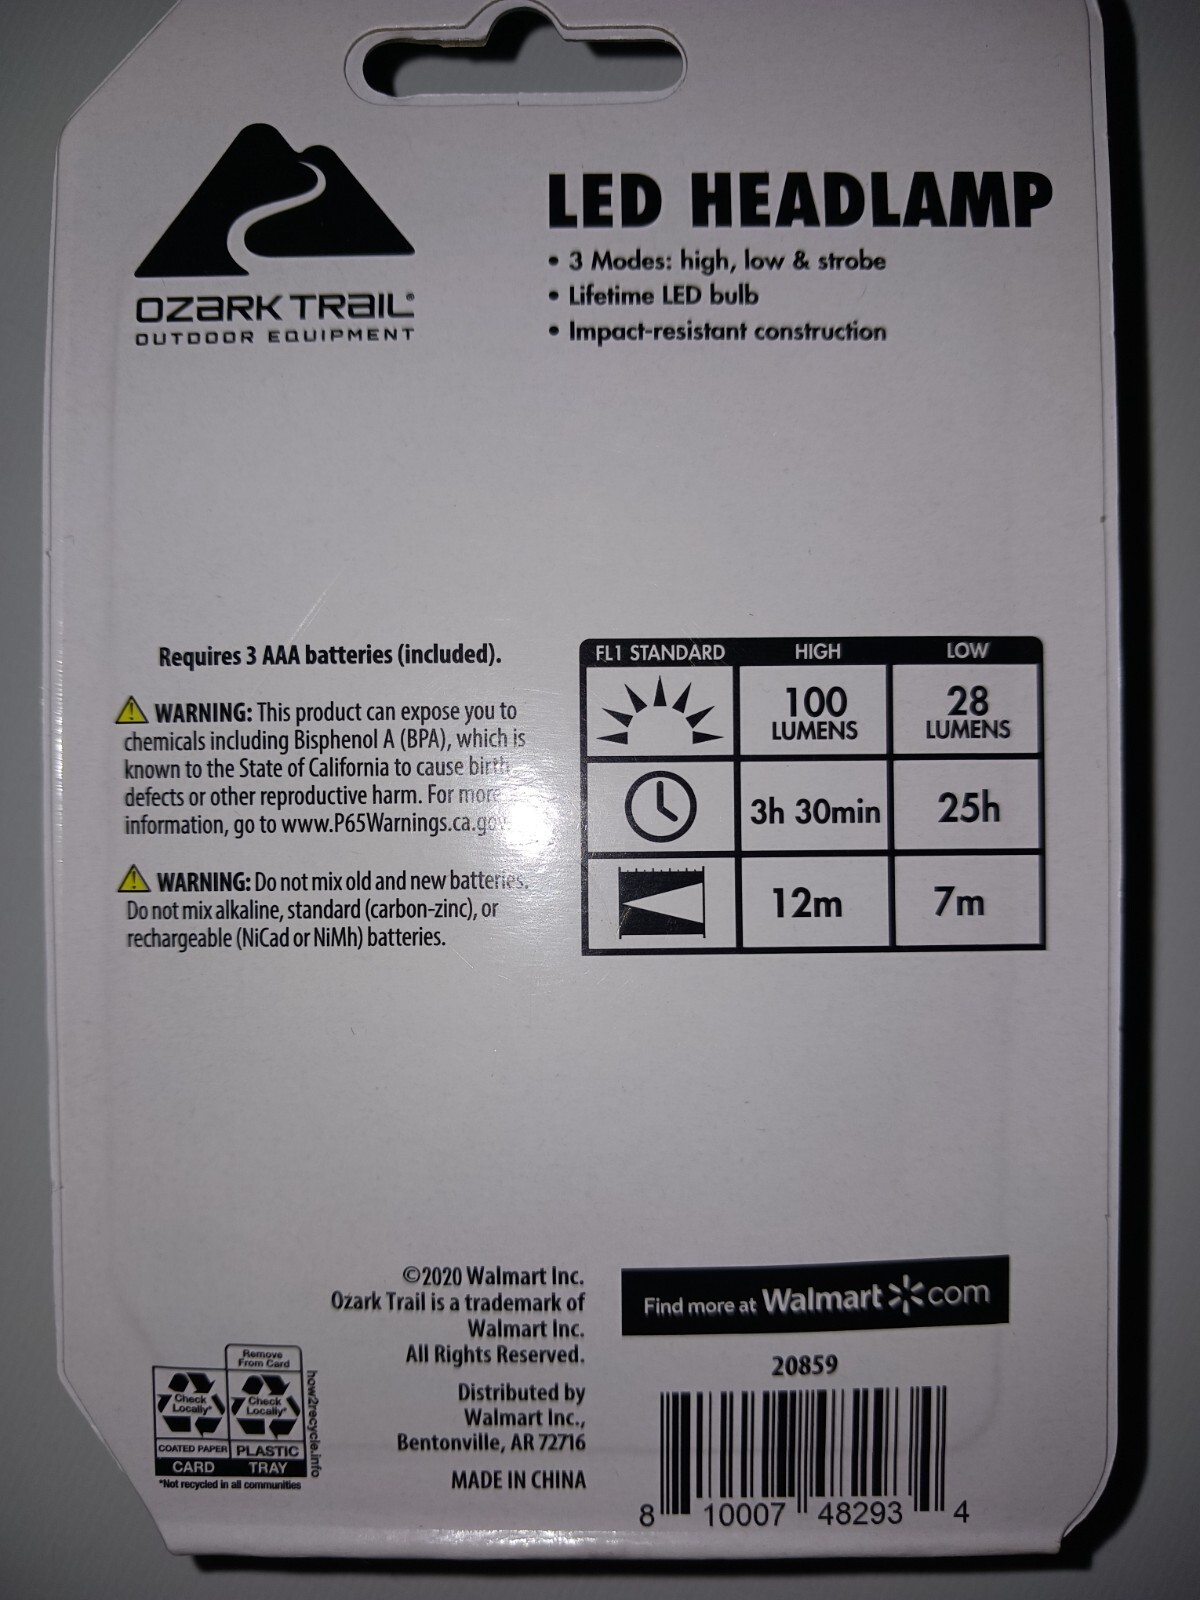 OZARK TRAIL®
OUTDOOR EQUIPMENT
LED HEADLAMP
• 3 Modes: high, low & strobe
• Lifetime LED bulb
• Impact-resistant construction
Requires 3 AAA batteries (included).
WARNING: This product can expose you to
chemicals including Bisphenol A (BPA), which is
known to the State of California to cause birth
defects or other reproductive harm. For more
information, go to www.P65Warnings.ca.gov.
WARNING: Do not mix old and new batteries.
Do not mix alkaline, standard (carbon-zinc), or
rechargeable (NiCad or NiMh) batteries.
FL1 STANDARD HIGH LOW
100 28
LUMENS LUMENS
3h 30min 25h
12m 7m
©2020 Walmart Inc.
Ozark Trail is a trademark of
Walmart Inc.
All Rights Reserved.
Distributed by
Walmart Inc.,
Bentonville, AR 72716
MADE IN CHINA
Find more at Walmart.com
20859
8 10007 48293 4
Remove
From Card
Check
Locally*
Check
Locally*
COATED PAPER PLASTIC
CARD TRAY
*Not recycled in all communities
how2recycle.info